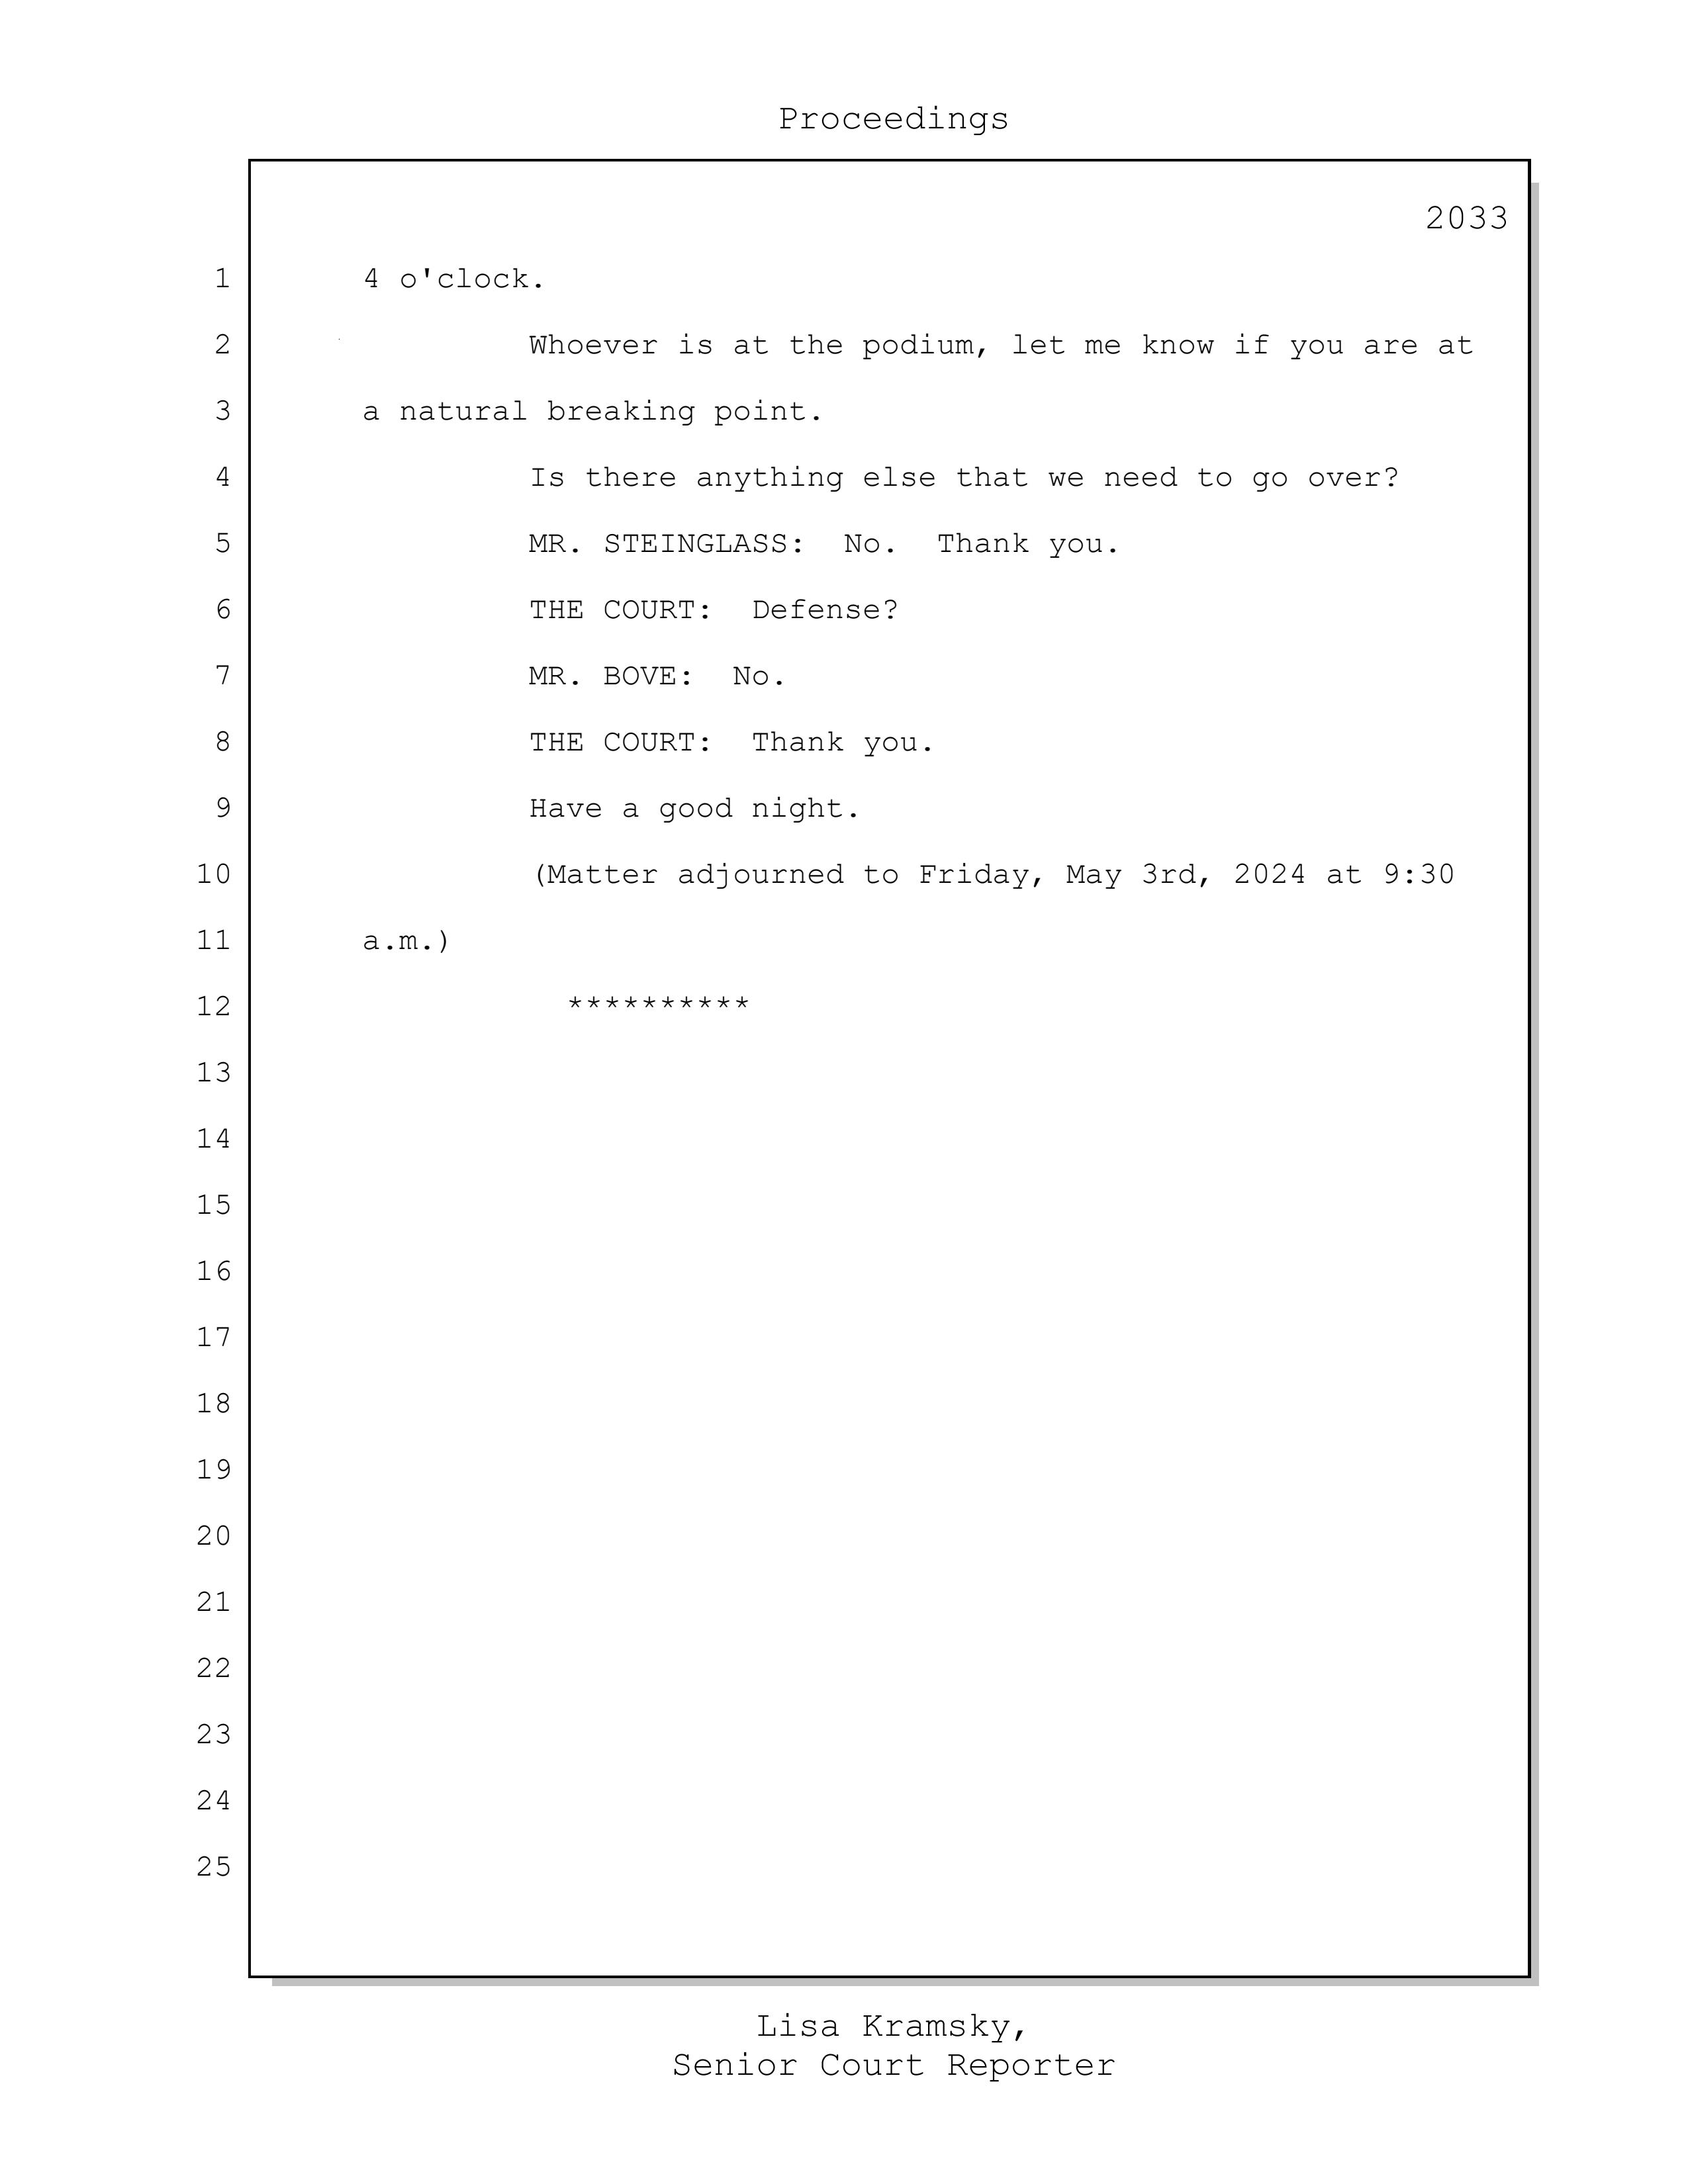 Proceedings
2033
1 4 o'clock.
2 Whoever is at the podium, let me know if you are at
3 a natural breaking point.
4 Is there anything else that we need to go over?
5 MR. STEINGLASS:  No.  Thank you.
6 THE COURT:  Defense?
7 MR. BOVE:  No.
8 THE COURT:  Thank you.
9 Have a good night.
10 (Matter adjourned to Friday, May 3rd, 2024 at 9:30
11 a.m.)
12 **********
13
14
15
16
17
18
19
20
21
22
23
24
25
Lisa Kramsky,
Senior Court Reporter